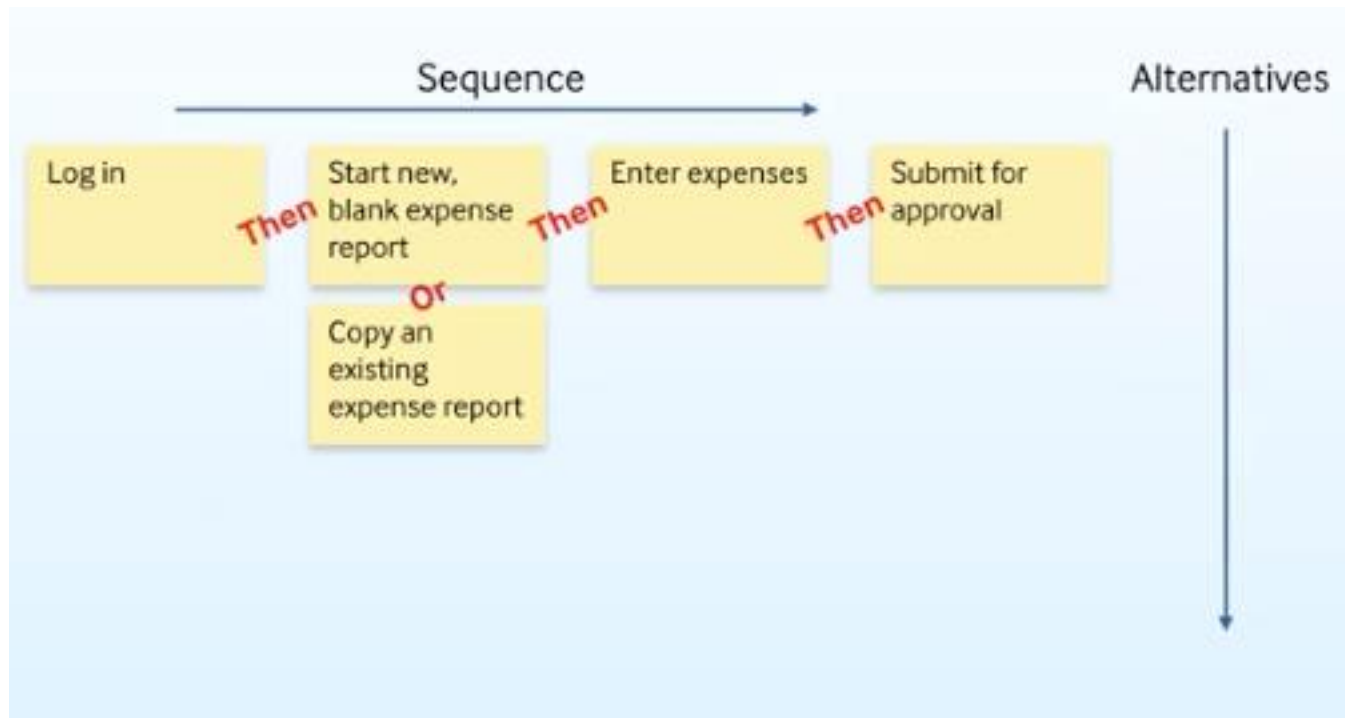 Sequence
Alternatives
Log in
Then
Start new,
blank expense
report
Then
Enter expenses
Then
Submit for
approval
Or
Copy an
existing
expense report